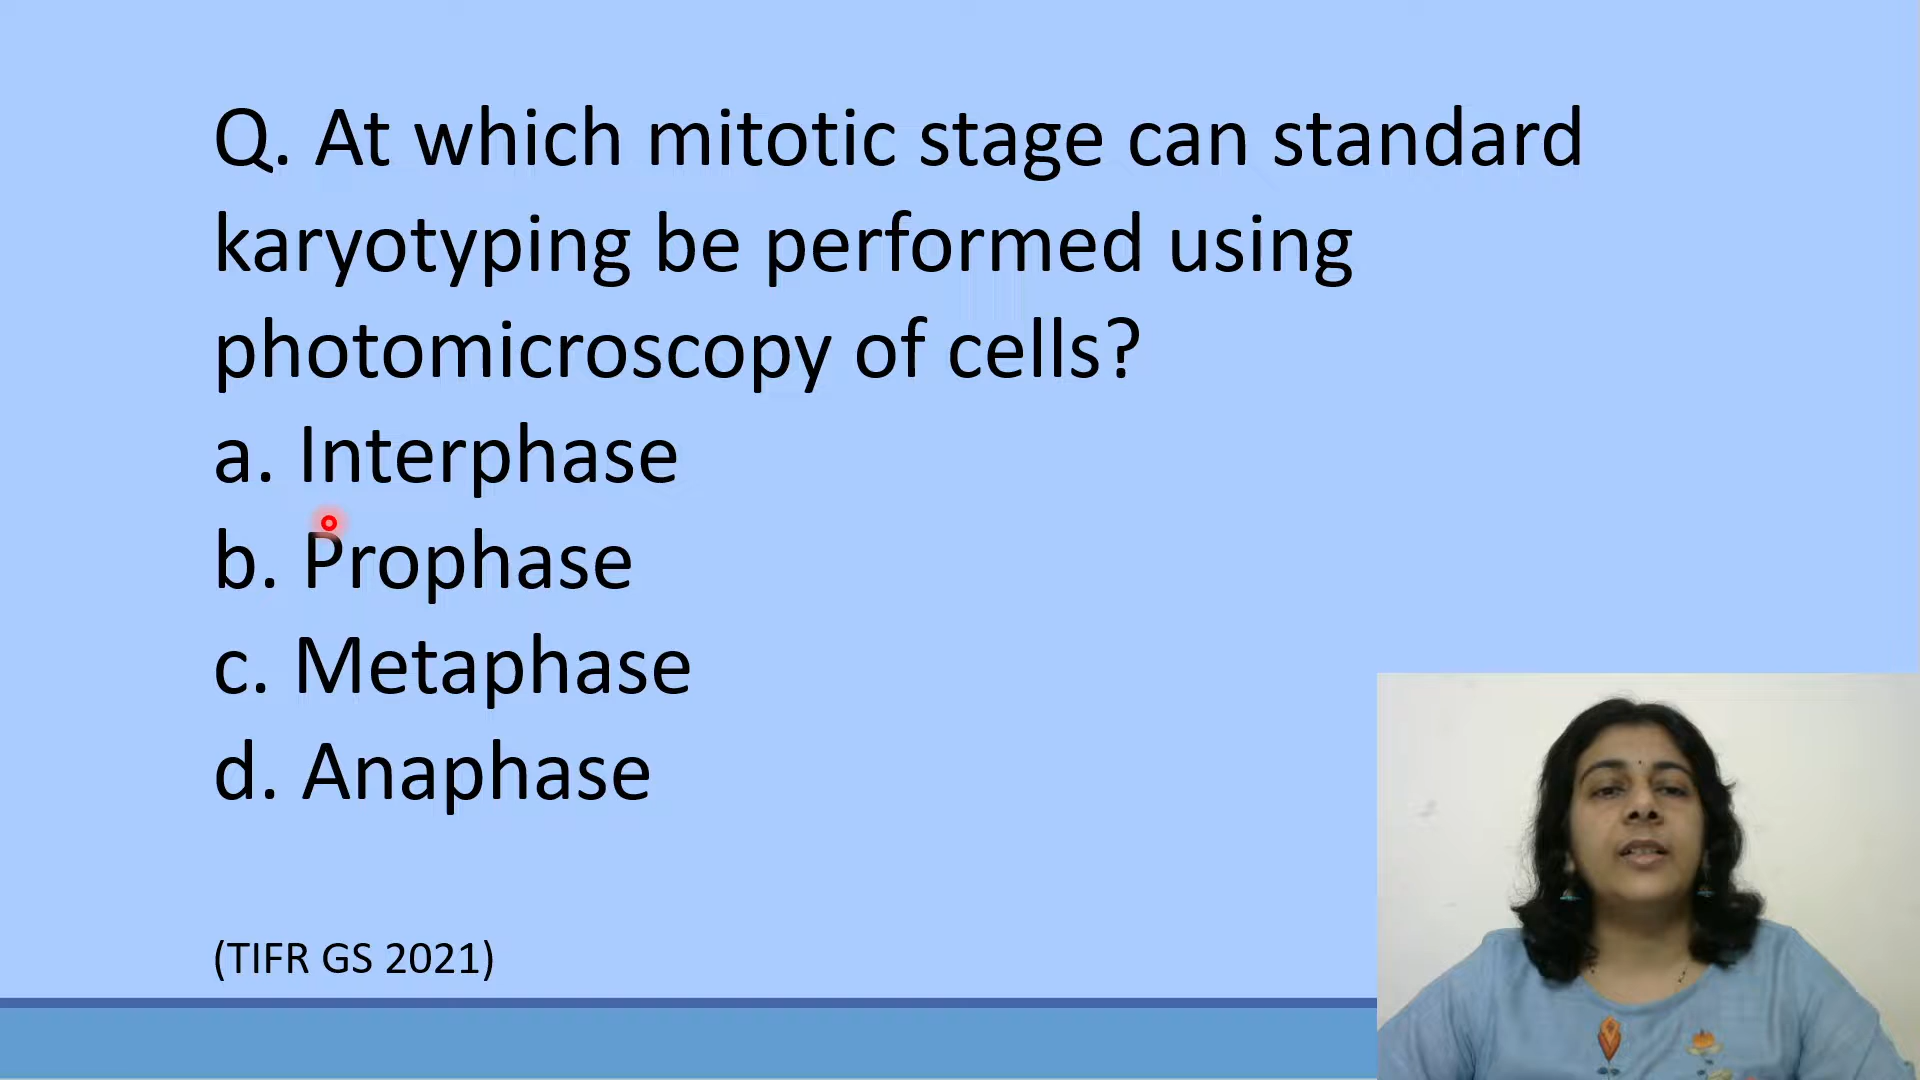 Q. At which mitotic stage can standard
karyotyping be performed using
photomicroscopy of cells?
a. Interphase
b. Prophase
c. Metaphase
d. Anaphase
(TIFR GS 2021)